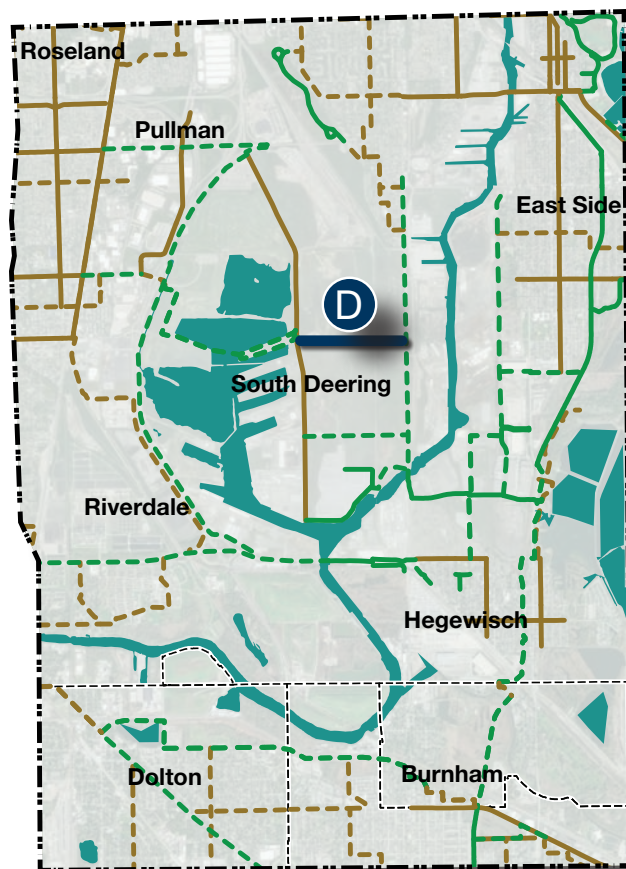 Roseland
Pullman
East Side
D
South Deering
Riverdale
Hegewisch
Dolton
Burnham